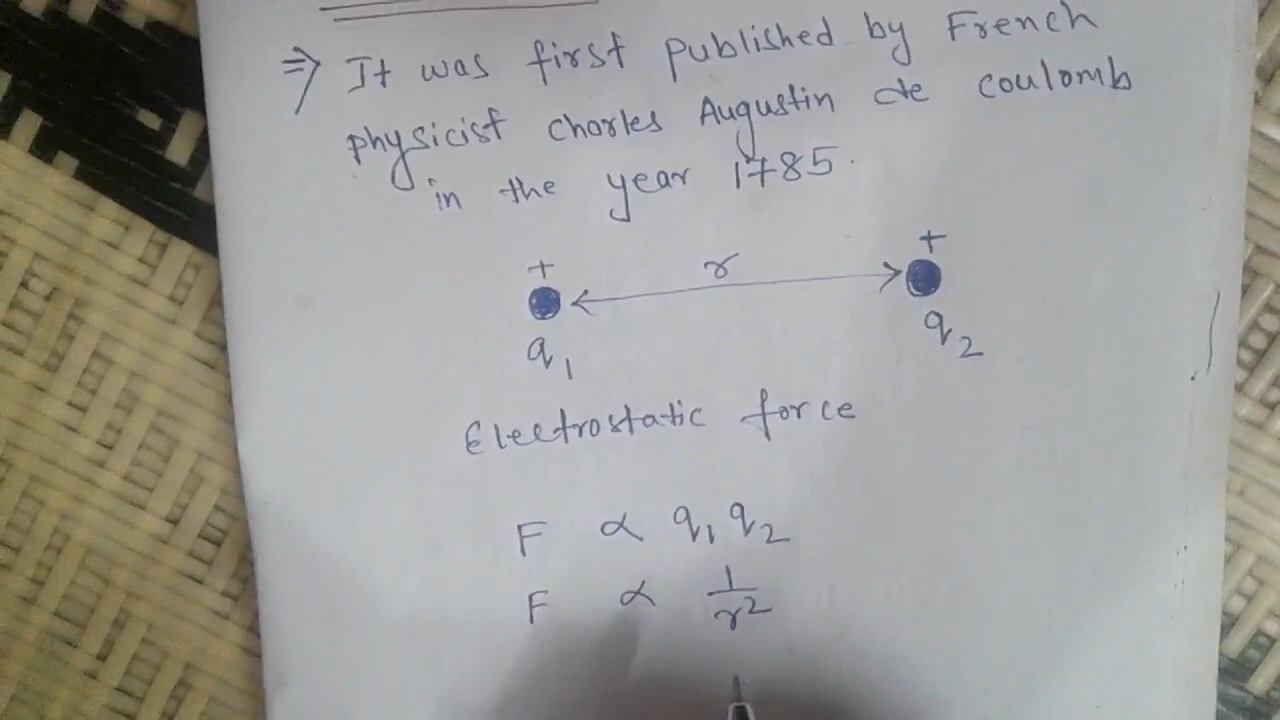 ⇒ It was first published by French
physicist charles Augustin de coulomb
in the year 1785.
+ r +
q1 q2
Electrostatic force
F ∝ q1 q2
F ∝ 1/r²